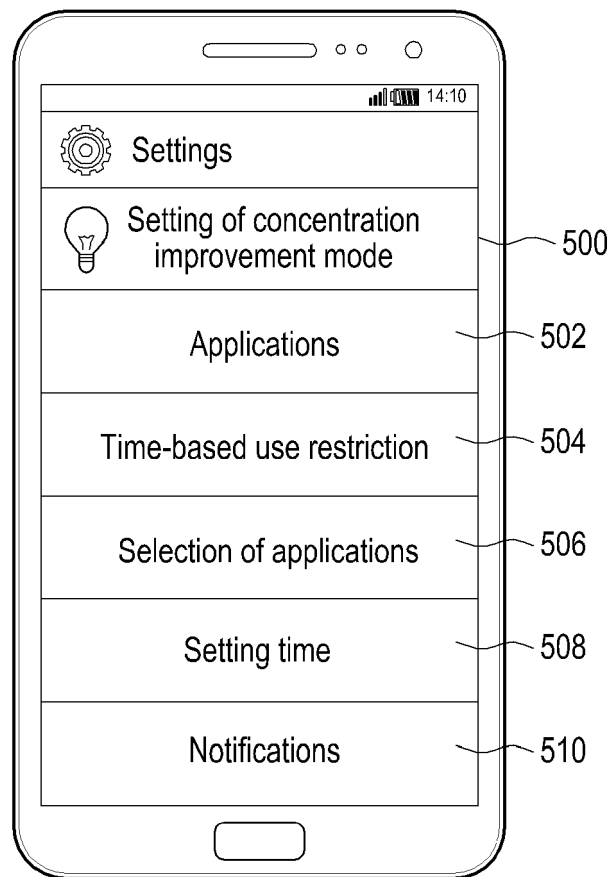 14:10
Settings
Setting of concentration
improvement mode
500
Applications
502
Time-based use restriction
504
Selection of applications
506
Setting time
508
Notifications
510